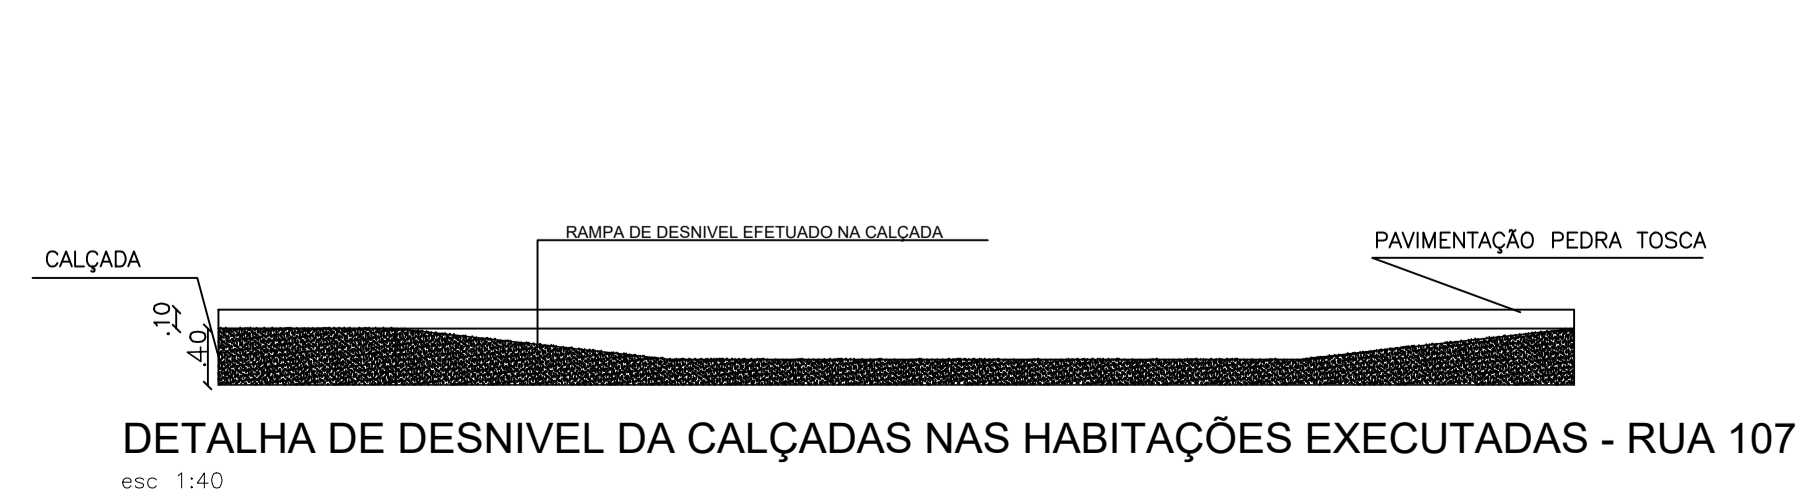 RAMPA DE DESNIVEL EFETUADO NA CALÇADA
PAVIMENTAÇÃO PEDRA TOSCA
CALÇADA
.10
.40
DETALHA DE DESNIVEL DA CALÇADAS NAS HABITAÇÕES EXECUTADAS - RUA 107
esc 1:40